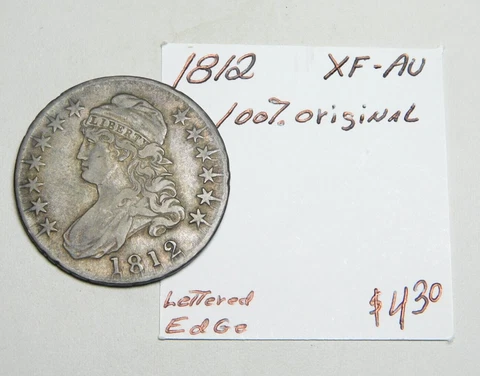 1812 XF-AU
100% Original
LIBERTY
1812
Lettered
Edge
$430